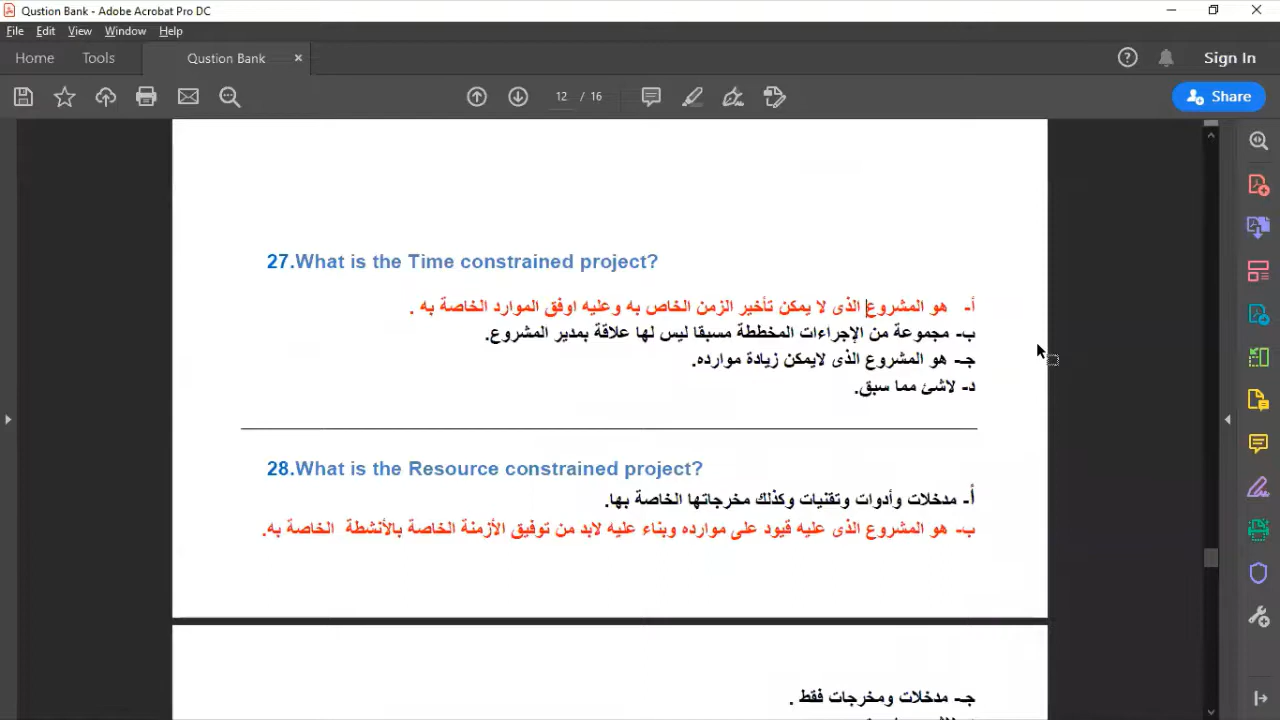 Qustion Bank - Adobe Acrobat Pro DC
File Edit View Window Help
Home Tools Qustion Bank × Sign In
12 / 16 Share
27.What is the Time constrained project?
أ- هو المشروع الذى لا يمكن تأخير الزمن الخاص به وعليه اوفق الموارد الخاصة به .
ب- مجموعة من الإجراءات المخططة مسبقا ليس لها علاقة بمدير المشروع.
جـ- هو المشروع الذى لايمكن زيادة موارده.
د- لاشئ مما سبق.
28.What is the Resource constrained project?
أ- مدخلات وأدوات وتقنيات وكذلك مخرجاتها الخاصة بها.
ب- هو المشروع الذى عليه قيود على موارده وبناء عليه لابد من توفيق الأزمنة الخاصة بالأنشطة الخاصة به.
جـ- مدخلات ومخرجات فقط .